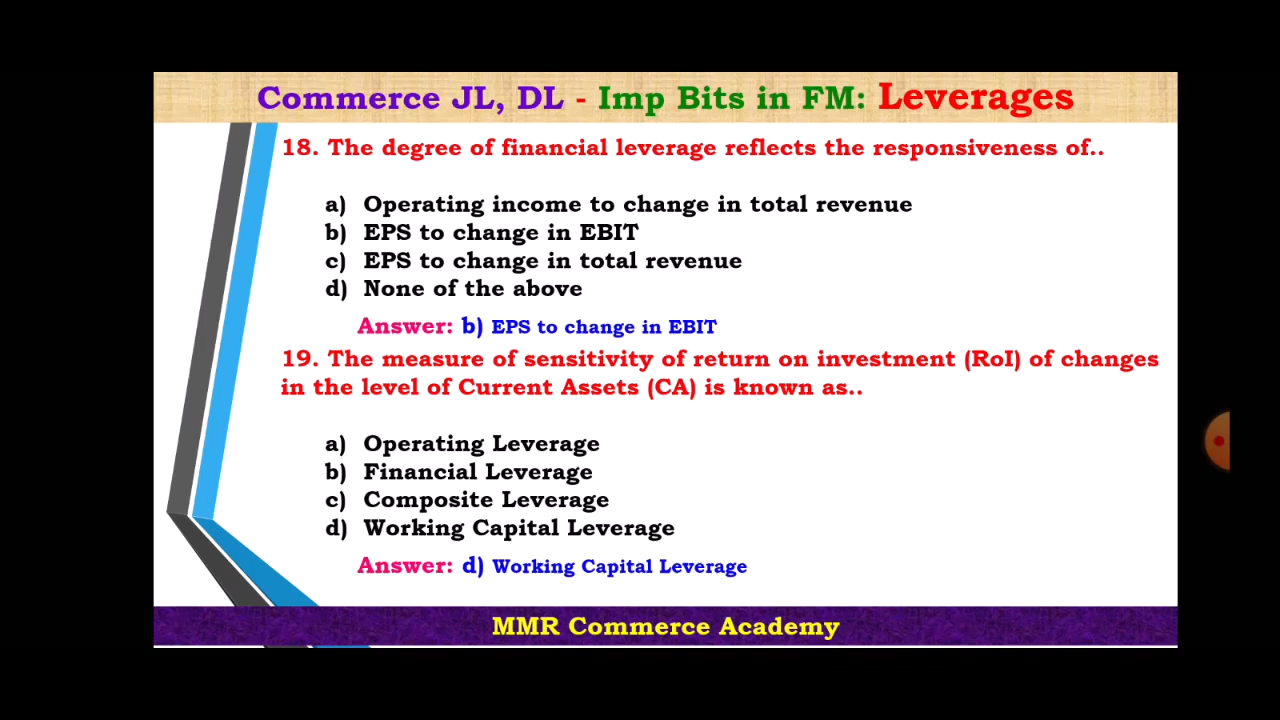 Commerce JL, DL - Imp Bits in FM: Leverages
18. The degree of financial leverage reflects the responsiveness of..
a) Operating income to change in total revenue
b) EPS to change in EBIT
c) EPS to change in total revenue
d) None of the above
Answer: b) EPS to change in EBIT
19. The measure of sensitivity of return on investment (RoI) of changes
in the level of Current Assets (CA) is known as..
a) Operating Leverage
b) Financial Leverage
c) Composite Leverage
d) Working Capital Leverage
Answer: d) Working Capital Leverage
MMR Commerce Academy